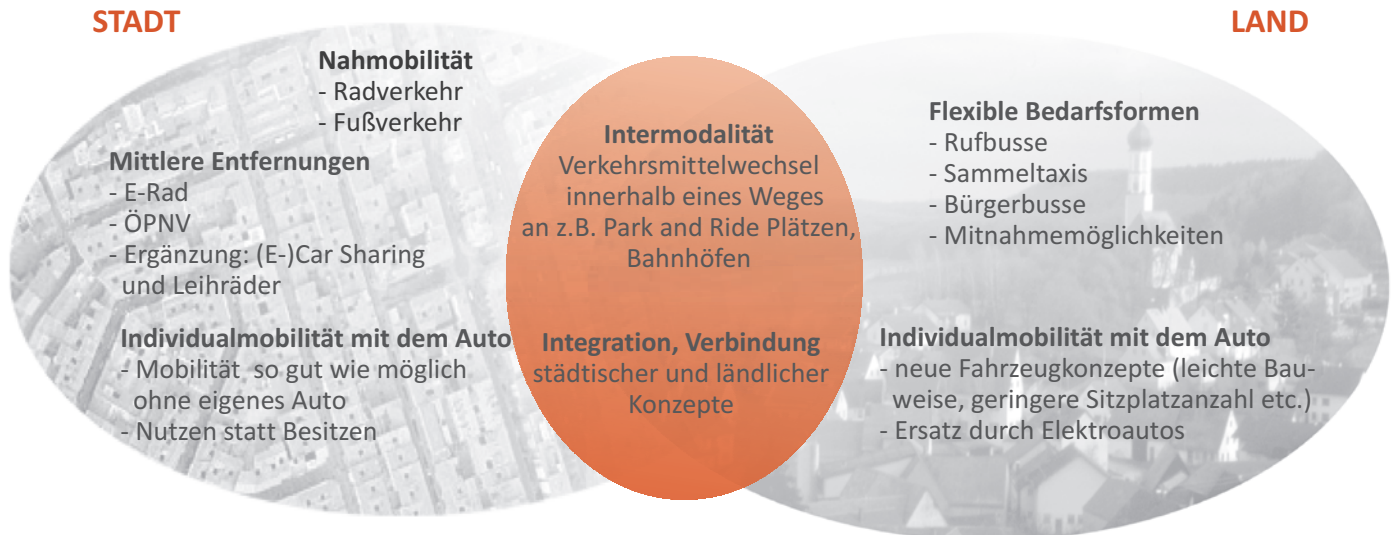 STADT
Nahmobilität
- Radverkehr
- Fußverkehr
Mittlere Entfernungen
- E-Rad
- ÖPNV
- Ergänzung: (E-)Car Sharing
und Leihräder
Individualmobilität mit dem Auto
- Mobilität so gut wie möglich
ohne eigenes Auto
- Nutzen statt Besitzen
Intermodalität
Verkehrsmittelwechsel
innerhalb eines Weges
an z.B. Park and Ride Plätzen,
Bahnhöfen
Integration, Verbindung
städtischer und ländlicher
Konzepte
LAND
Flexible Bedarfsformen
- Rufbusse
- Sammeltaxis
- Bürgerbusse
- Mitnahmemöglichkeiten
Individualmobilität mit dem Auto
- neue Fahrzeugkonzepte (leichte Bau-
weise, geringere Sitzplatzanzahl etc.)
- Ersatz durch Elektroautos